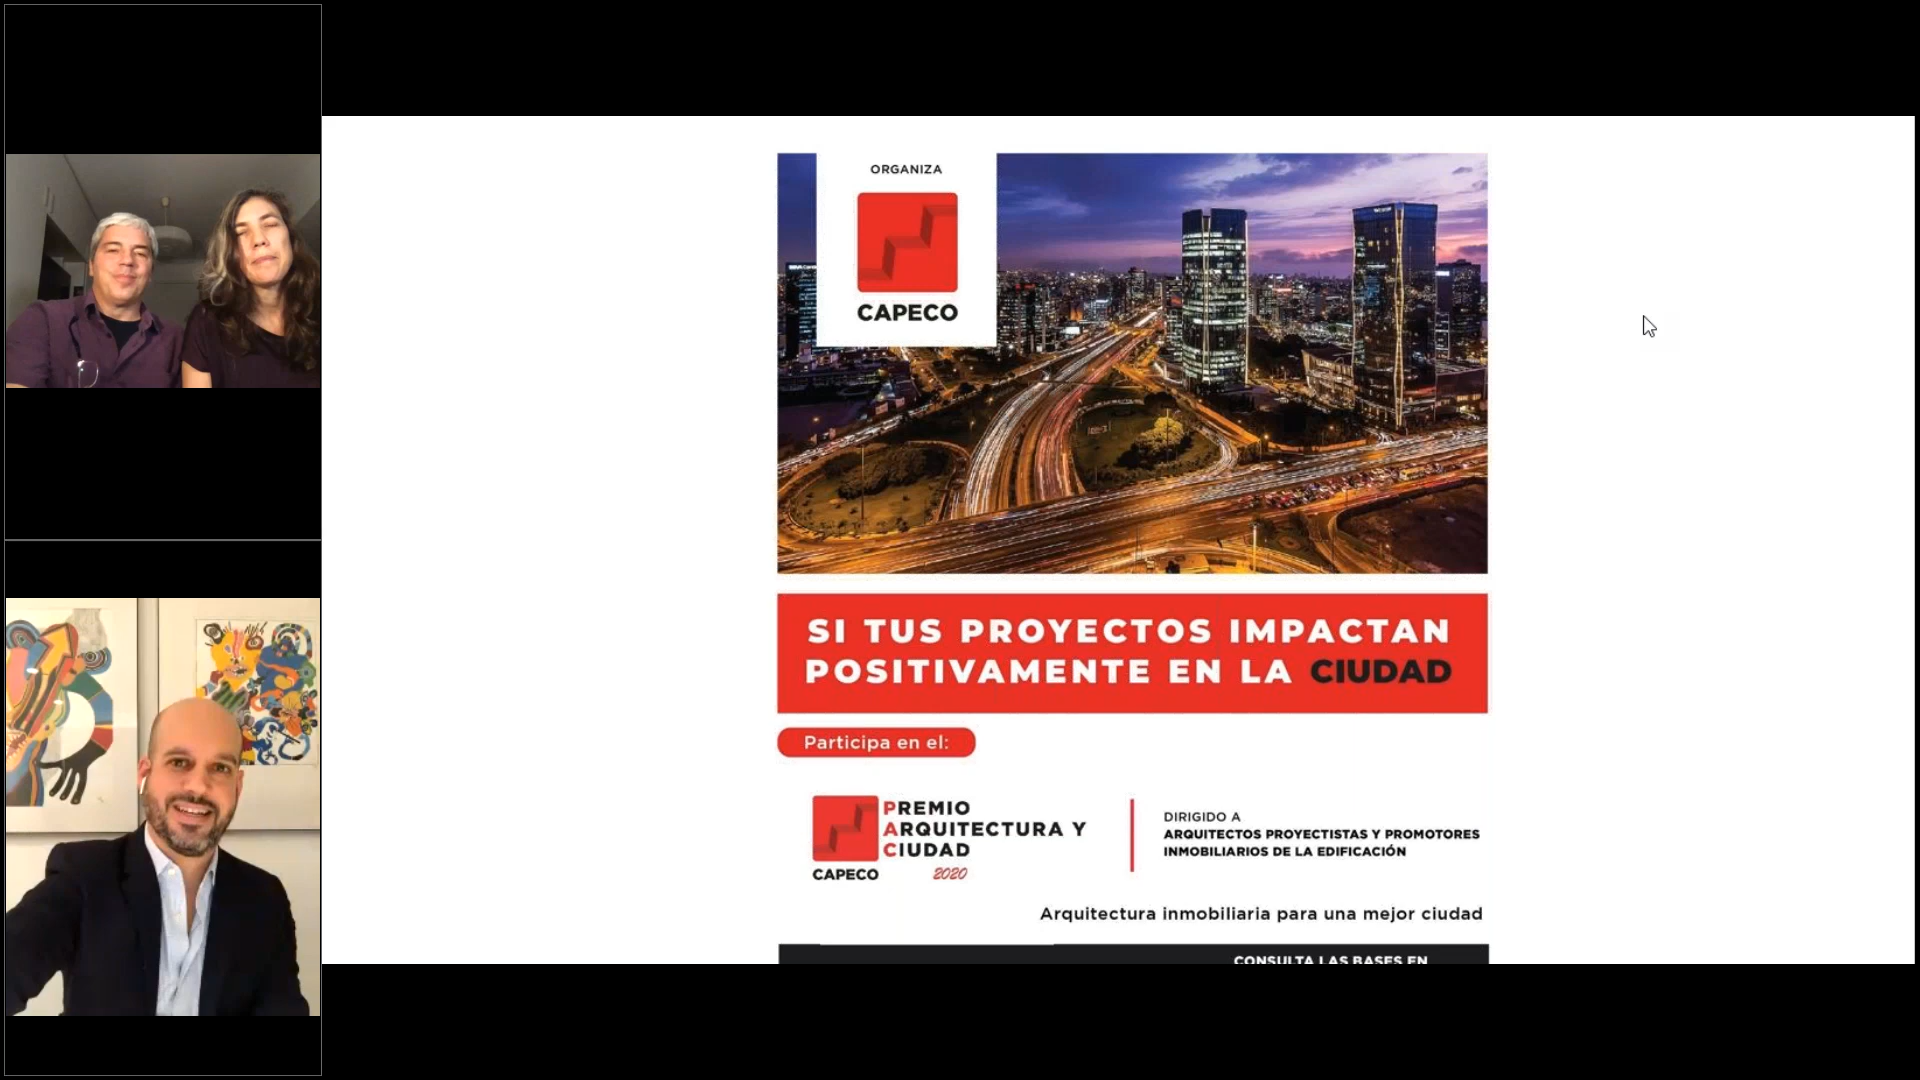 ORGANIZA
CAPECO
SI TUS PROYECTOS IMPACTAN
POSITIVAMENTE EN LA CIUDAD
Participa en el:
PREMIO
ARQUITECTURA Y
CIUDAD
CAPECO
2020
DIRIGIDO A
ARQUITECTOS PROYECTISTAS Y PROMOTORES
INMOBILIARIOS DE LA EDIFICACIÓN
Arquitectura inmobiliaria para una mejor ciudad
CONSULTA LAS BASES EN